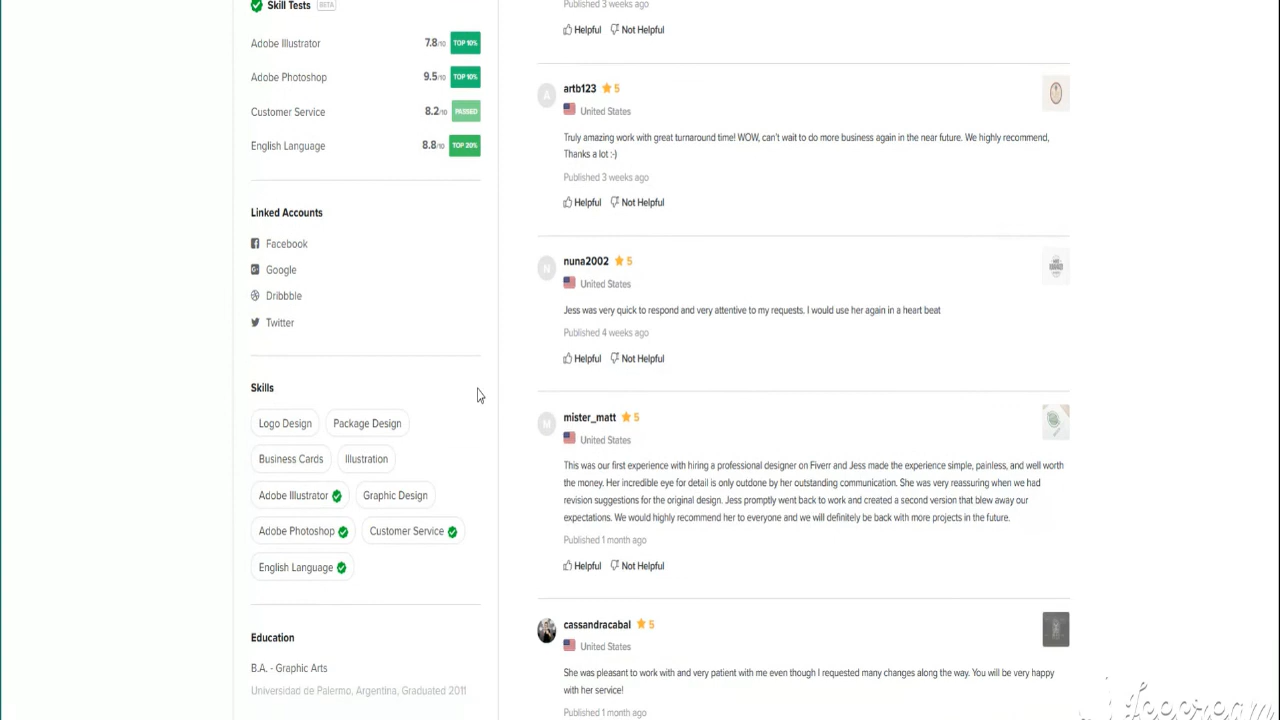 Skill Tests BETA
Adobe Illustrator 7.8/10 TOP 10%
Adobe Photoshop 9.5/10 TOP 10%
Customer Service 8.2/10 PASSED
English Language 8.8/10 TOP 20%
Linked Accounts
Facebook
Google
Dribbble
Twitter
Skills
Logo Design Package Design
Business Cards Illustration
Adobe Illustrator Graphic Design
Adobe Photoshop Customer Service
English Language
Education
B.A. - Graphic Arts
Universidad de Palermo, Argentina, Graduated 2011
Published 3 weeks ago
Helpful Not Helpful
A
artb123 5
United States
Truly amazing work with great turnaround time! WOW, can't wait to do more business again in the near future. We highly recommend,
Thanks a lot :-)
Published 3 weeks ago
Helpful Not Helpful
N
nuna2002 5
United States
Jess was very quick to respond and very attentive to my requests. I would use her again in a heart beat
Published 4 weeks ago
Helpful Not Helpful
M
mister_matt 5
United States
This was our first experience with hiring a professional designer on Fiverr and Jess made the experience simple, painless, and well worth
the money. Her incredible eye for detail is only outdone by her outstanding communication. She was very reassuring when we had
revision suggestions for the original design. Jess promptly went back to work and created a second version that blew away our
expectations. We would highly recommend her to everyone and we will definitely be back with more projects in the future.
Published 1 month ago
Helpful Not Helpful
cassandracabal 5
United States
She was pleasant to work with and very patient with me even though I requested many changes along the way. You will be very happy
with her service!
Published 1 month ago